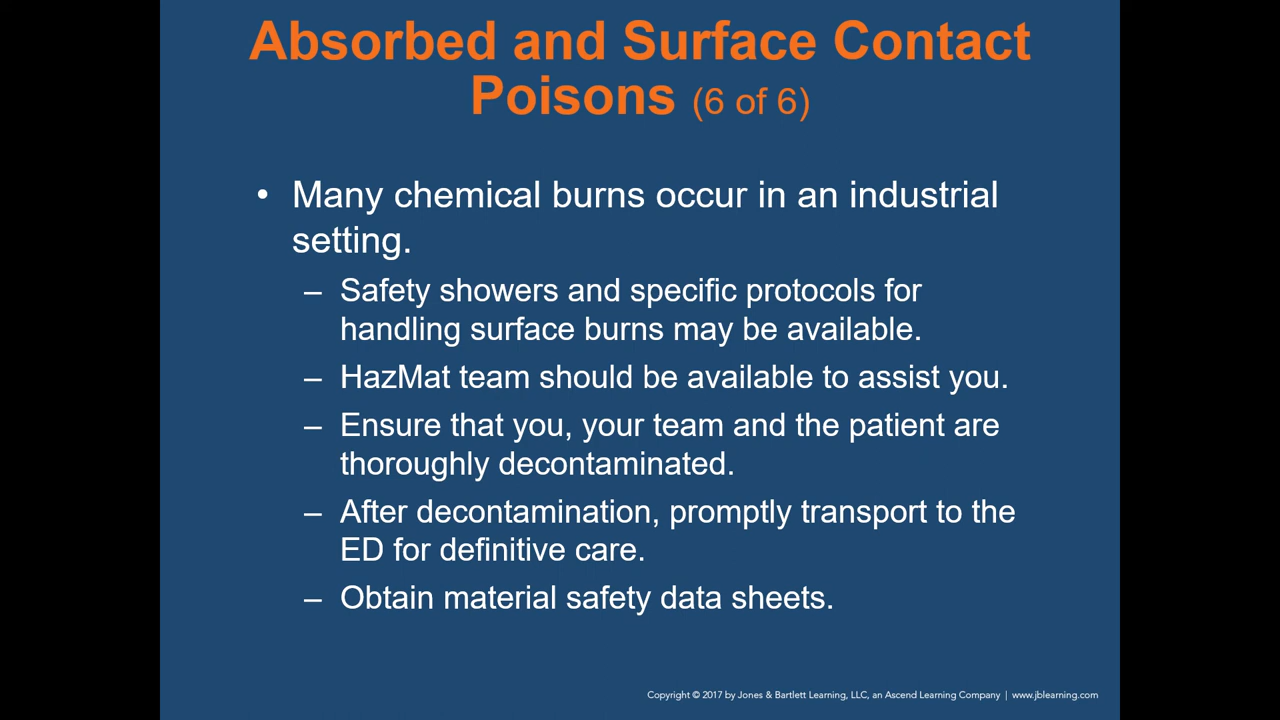 Absorbed and Surface Contact
Poisons (6 of 6)
• Many chemical burns occur in an industrial
setting.
– Safety showers and specific protocols for
handling surface burns may be available.
– HazMat team should be available to assist you.
– Ensure that you, your team and the patient are
thoroughly decontaminated.
– After decontamination, promptly transport to the
ED for definitive care.
– Obtain material safety data sheets.
Copyright © 2017 by Jones & Bartlett Learning, LLC, an Ascend Learning Company | www.jblearning.com